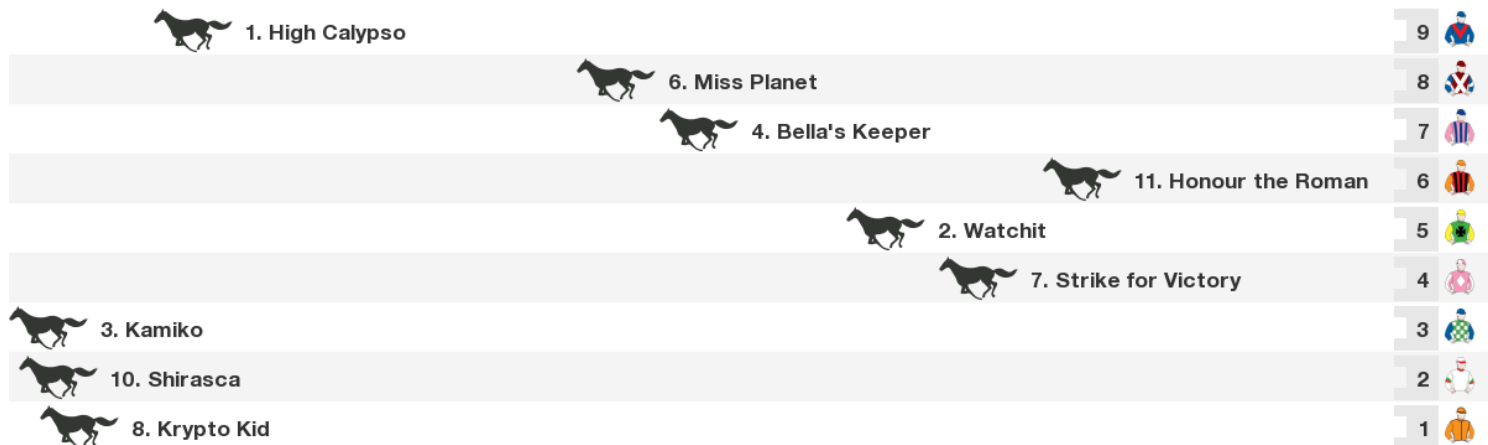 1. High Calypso 9
6. Miss Planet 8
4. Bella's Keeper 7
11. Honour the Roman 6
2. Watchit 5
7. Strike for Victory 4
3. Kamiko 3
10. Shirasca 2
8. Krypto Kid 1